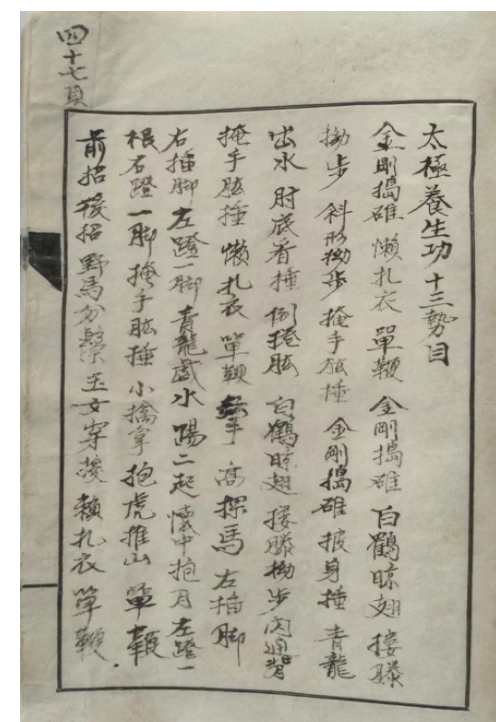 四十七頁
太極養生功 十三勢目
金剛搗碓 懶扎衣 單鞭 金剛搗碓 白鶴晾翅 摟膝
拗步 斜形拗步 掩手肱捶 金剛搗碓 披身捶 青龍
出水 肘底看捶 倒捲肱 白鶴晾翅 摟膝拗步 閃通背
掩手肱捶 懶扎衣 單鞭 手 高探馬 左插脚
右插脚 左蹬一脚 青龍戲水 踢二起 懷中抱月 左蹬一
根 右蹬一脚 掩手肱捶 小擒拿 抱虎推山 單鞭
前招 後招 野馬分鬃 玉女穿梭 懶扎衣 單鞭